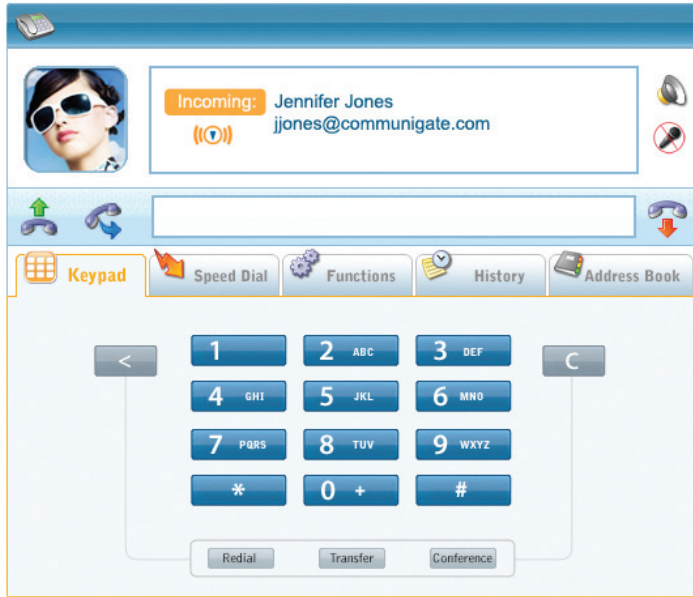 Incoming: Jennifer Jones
jjones@communigate.com
Keypad Speed Dial Functions History Address Book
< 1 2 ABC 3 DEF C
4 GHI 5 JKL 6 MNO
7 PQRS 8 TUV 9 WXYZ
* 0 + #
Redial Transfer Conference